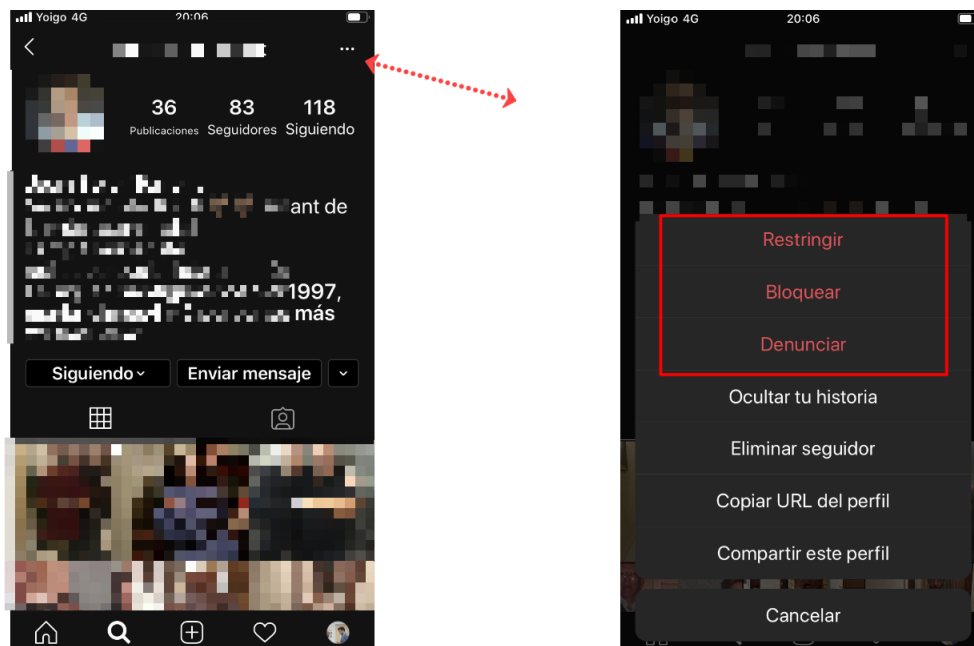 Yoigo 4G 20:06
36 83 118
Publicaciones Seguidores Siguiendo
ant de
1997,
más
Siguiendo Enviar mensaje
Yoigo 4G 20:06
Restringir
Bloquear
Denunciar
Ocultar tu historia
Eliminar seguidor
Copiar URL del perfil
Compartir este perfil
Cancelar